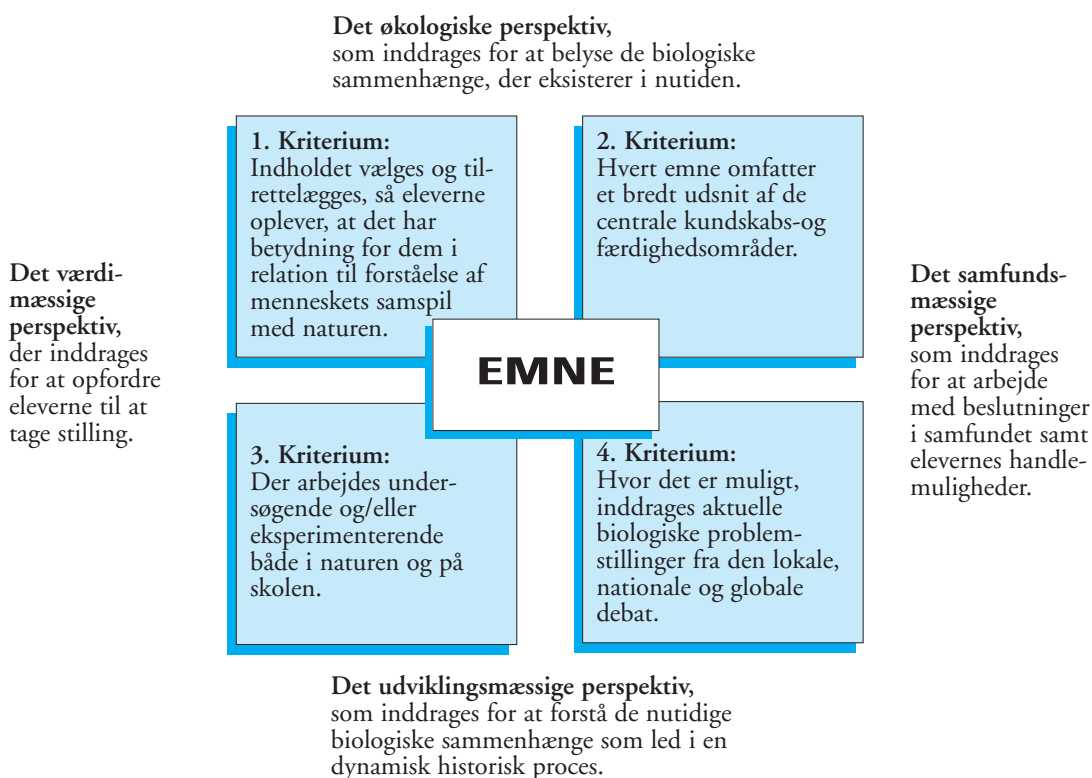 Det økologiske perspektiv,
som inddrages for at belyse de biologiske
sammenhænge, der eksisterer i nutiden.
1. Kriterium:
Indholdet vælges og til-
rettelægges, så eleverne
oplever, at det har
betydning for dem i
relation til forståelse af
menneskets samspil
med naturen.
2. Kriterium:
Hvert emne omfatter
et bredt udsnit af de
centrale kundskabs-og
færdighedsområder.
Det værdi-
mæssige
perspektiv,
der inddrages
for at opfordre
eleverne til at
tage stilling.
EMNE
Det samfunds-
mæssige
perspektiv,
som inddrages
for at arbejde
med beslutninger
i samfundet samt
elevernes handle-
muligheder.
3. Kriterium:
Der arbejdes under-
søgende og/eller
eksperimenterende
både i naturen og på
skolen.
4. Kriterium:
Hvor det er muligt,
inddrages aktuelle
biologiske problem-
stillinger fra den lokale,
nationale og globale
debat.
Det udviklingsmæssige perspektiv,
som inddrages for at forstå de nutidige
biologiske sammenhænge som led i en
dynamisk historisk proces.